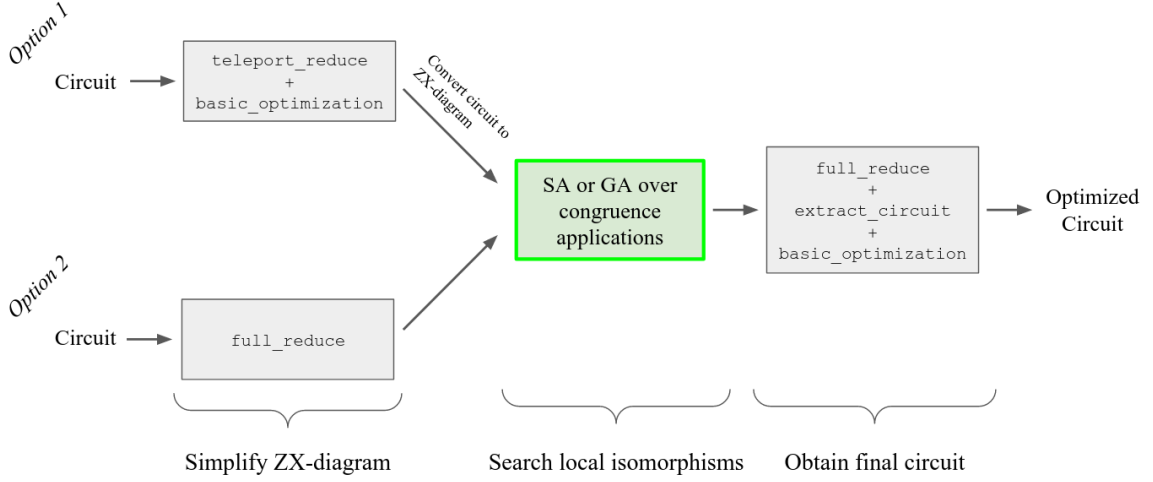 Option 1
Circuit
teleport_reduce
+
basic_optimization
Convert circuit to
ZX-diagram
Option 2
Circuit
full_reduce
SA or GA over
congruence
applications
full_reduce
+
extract_circuit
+
basic_optimization
Optimized
Circuit
Simplify ZX-diagram
Search local isomorphisms
Obtain final circuit